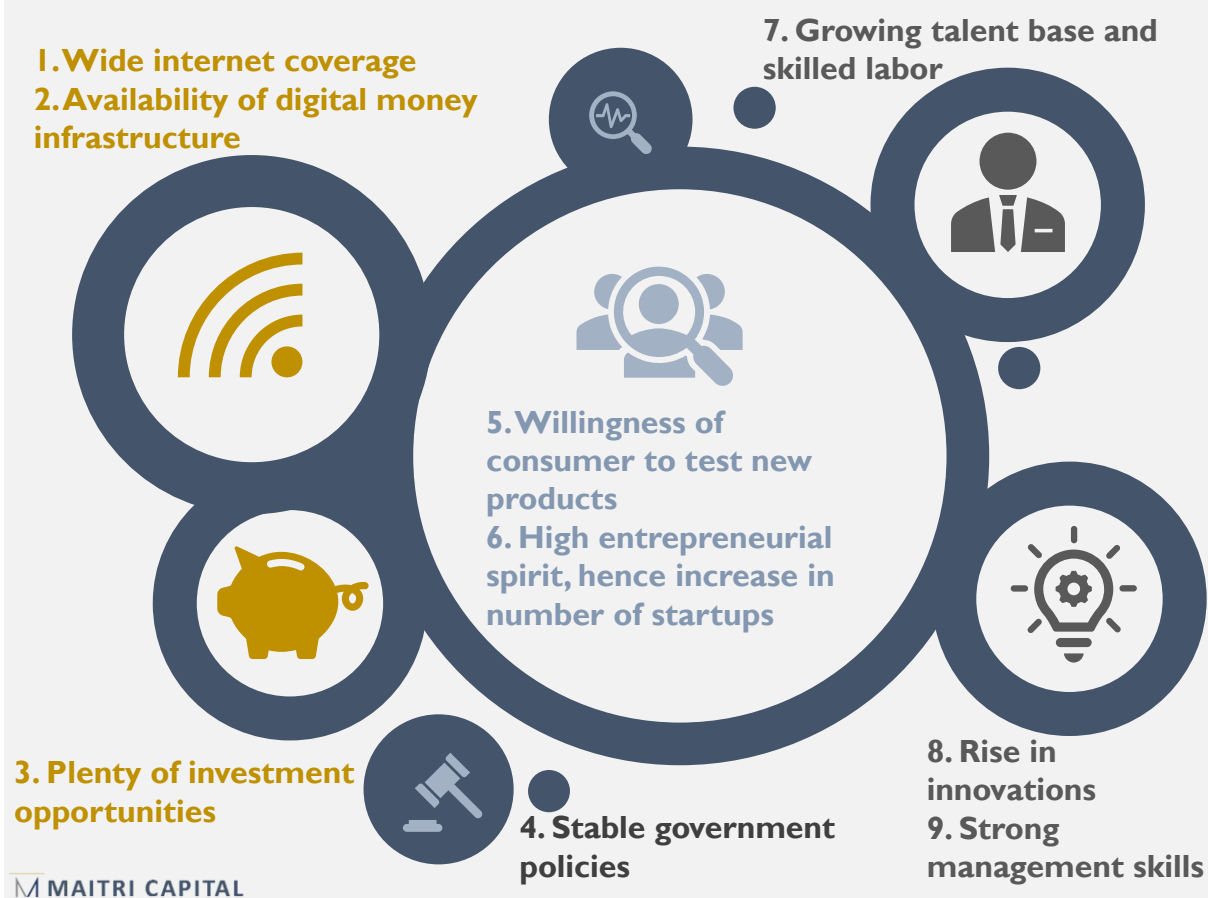 1. Wide internet coverage
2. Availability of digital money
infrastructure
3. Plenty of investment
opportunities
4. Stable government
policies
5. Willingness of
consumer to test new
products
6. High entrepreneurial
spirit, hence increase in
number of startups
7. Growing talent base and
skilled labor
8. Rise in
innovations
9. Strong
management skills
MAITRI CAPITAL